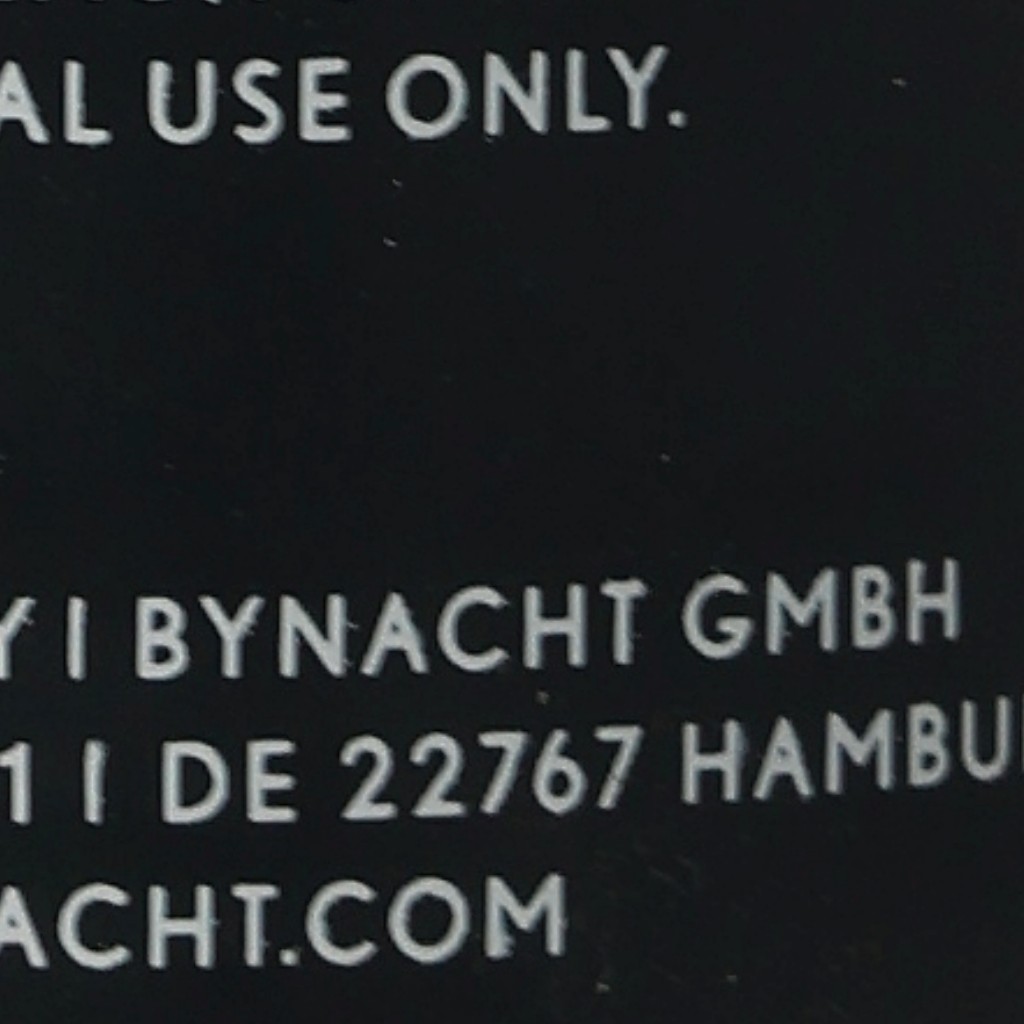 AL USE ONLY.
Y I BYNACHT GMBH
1 I DE 22767 HAMBU
ACHT.COM